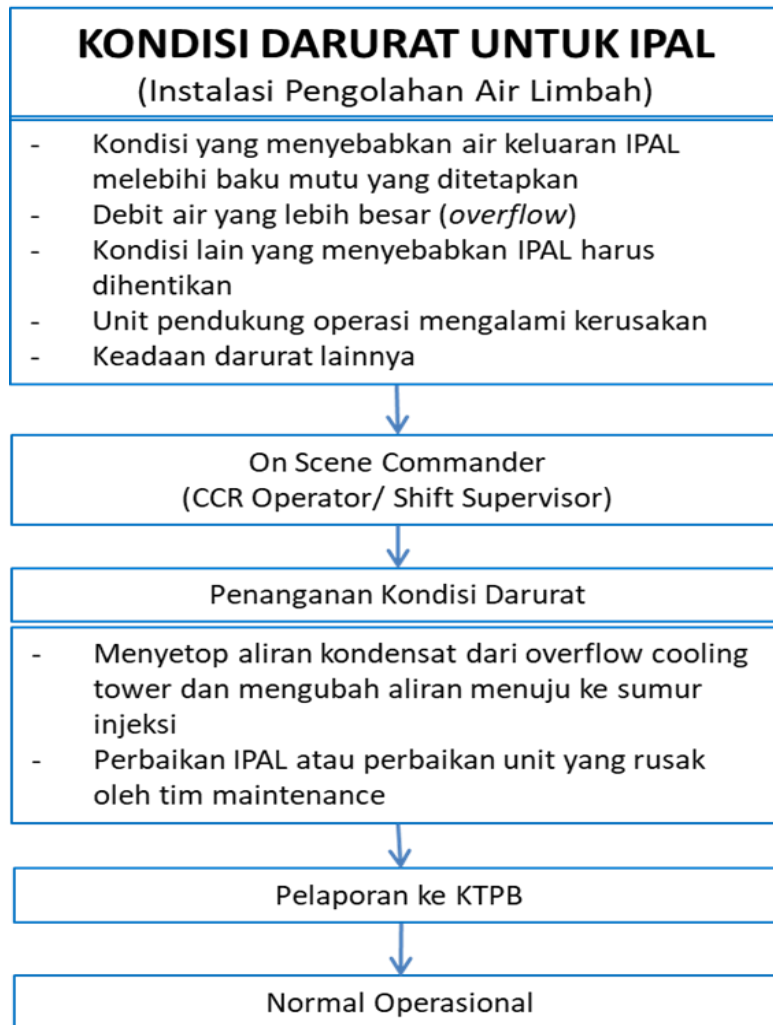 KONDISI DARURAT UNTUK IPAL
(Instalasi Pengolahan Air Limbah)
- Kondisi yang menyebabkan air keluaran IPAL
melebihi baku mutu yang ditetapkan
- Debit air yang lebih besar (overflow)
- Kondisi lain yang menyebabkan IPAL harus
dihentikan
- Unit pendukung operasi mengalami kerusakan
- Keadaan darurat lainnya
On Scene Commander
(CCR Operator/ Shift Supervisor)
Penanganan Kondisi Darurat
- Menyetop aliran kondensat dari overflow cooling
tower dan mengubah aliran menuju ke sumur
injeksi
- Perbaikan IPAL atau perbaikan unit yang rusak
oleh tim maintenance
Pelaporan ke KTPB
Normal Operasional